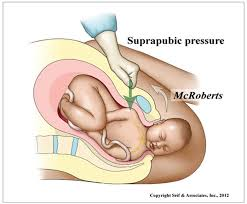 Suprapubic pressure
McRoberts
Copyright Seif & Associates, Inc., 2012